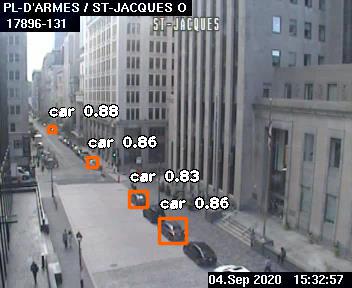 PL-D'ARMES / ST-JACQUES O
17896-131
ST-JACQUES
car 0.88
car 0.86
car 0.83
car 0.86
04.Sep 2020 15:32:57